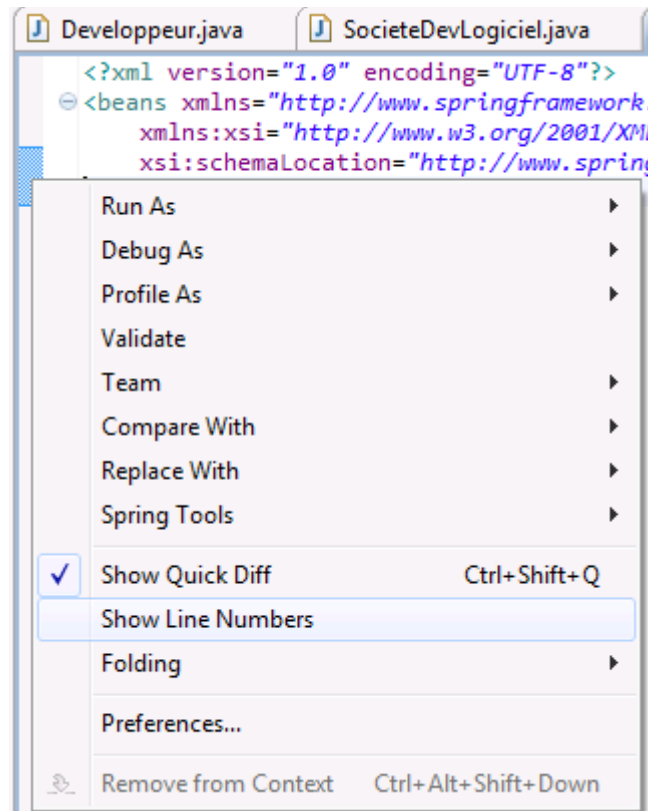 Developpeur.java SocieteDevLogiciel.java
<?xml version="1.0" encoding="UTF-8"?>
<beans xmlns="http://www.springframework.
xmlns:xsi="http://www.w3.org/2001/XM
xsi:schemaLocation="http://www.spring
Run As
Debug As
Profile As
Validate
Team
Compare With
Replace With
Spring Tools
Show Quick Diff Ctrl+Shift+Q
Show Line Numbers
Folding
Preferences...
Remove from Context Ctrl+Alt+Shift+Down